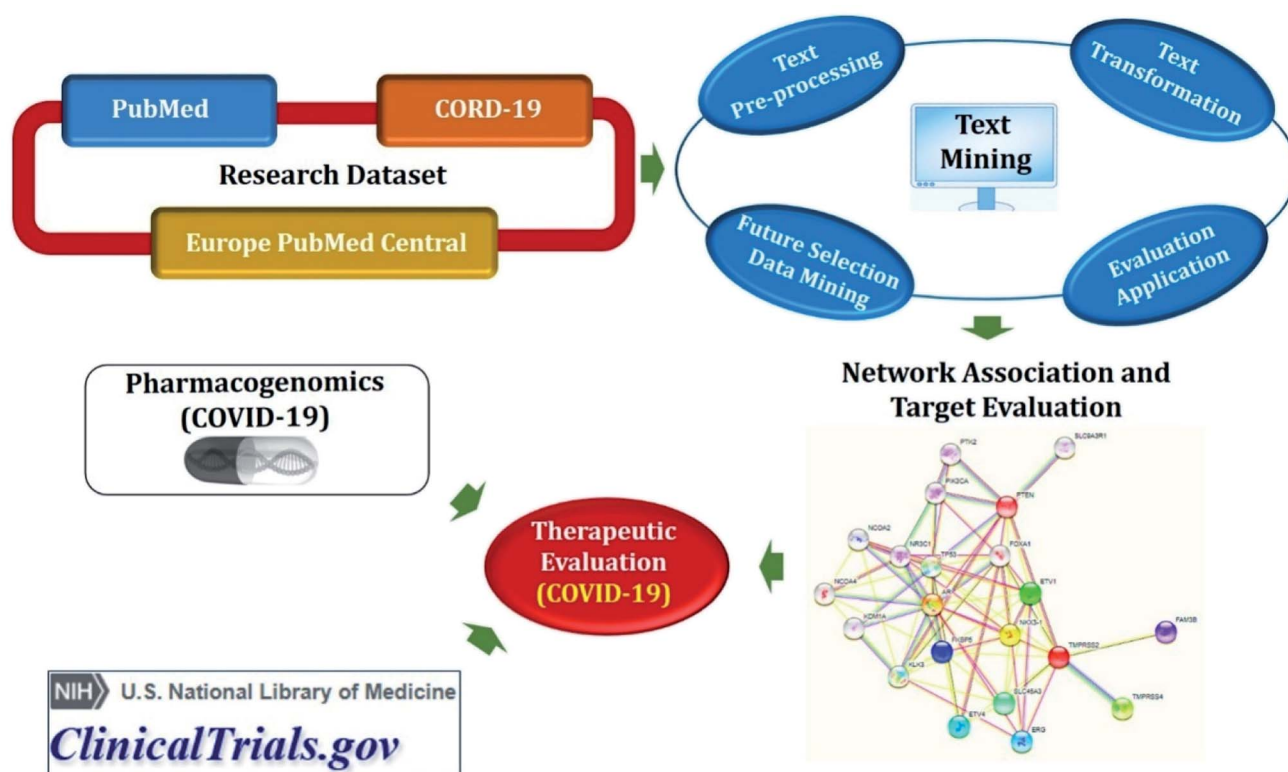 PubMed
CORD-19
Research Dataset
Europe PubMed Central
Text
Pre-processing
Text
Transformation
Text
Mining
Future Selection
Data Mining
Evaluation
Application
Pharmacogenomics
(COVID-19)
Therapeutic
Evaluation
(COVID-19)
Network Association and
Target Evaluation
PTK2
SLC9A3R1
PIK3CA
PTEN
NCOA2
NR3C1
TP53
FOXA1
NCOA4
AR
ETV1
KDM1A
FKBP5
NKX3-1
FAM3B
TMPRSS2
KLK3
SLC45A3
TMPRSS4
ETV4
ERG
NIH
U.S. National Library of Medicine
ClinicalTrials.gov